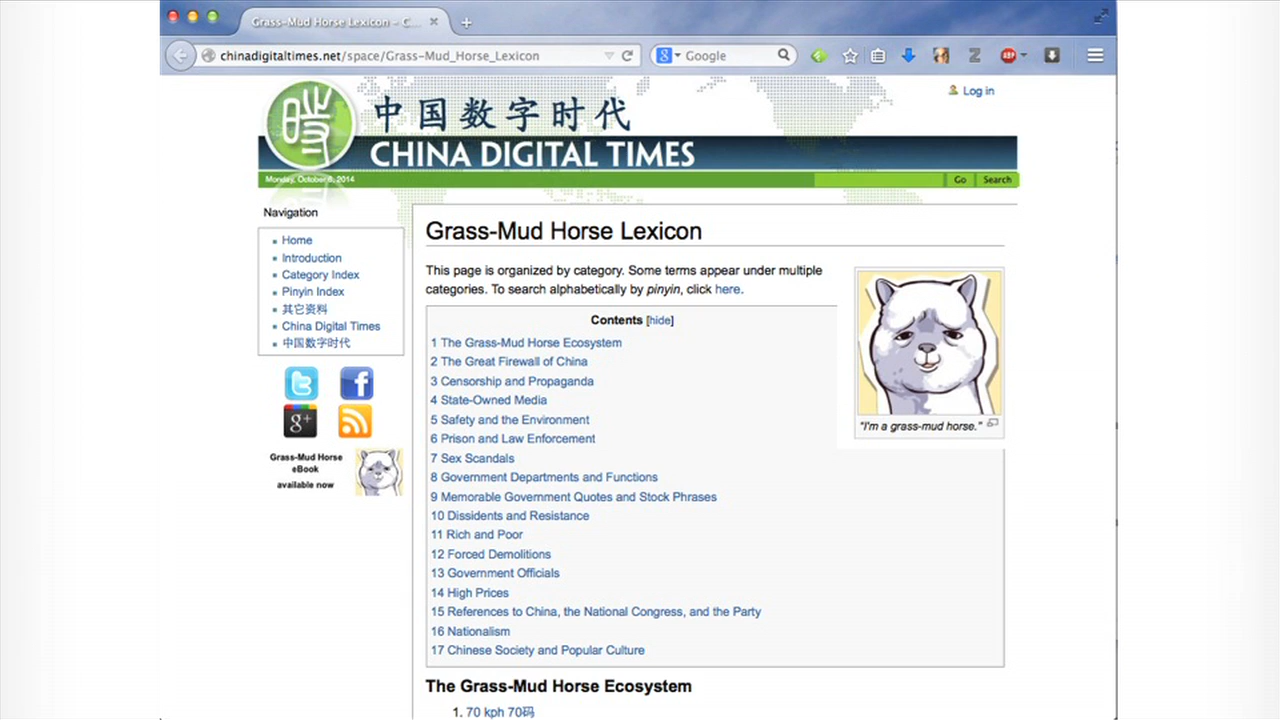 Grass-Mud Horse Lexicon – C...
chinadigitaltimes.net/space/Grass-Mud_Horse_Lexicon
Google
Log in
中国数字时代
CHINA DIGITAL TIMES
Monday, October 6, 2014
Go
Search
Navigation
Home
Introduction
Category Index
Pinyin Index
其它资料
China Digital Times
中国数字时代
Grass-Mud Horse
eBook
available now
Grass-Mud Horse Lexicon
This page is organized by category. Some terms appear under multiple
categories. To search alphabetically by pinyin, click here.
"I'm a grass-mud horse."
Contents [hide]
1 The Grass-Mud Horse Ecosystem
2 The Great Firewall of China
3 Censorship and Propaganda
4 State-Owned Media
5 Safety and the Environment
6 Prison and Law Enforcement
7 Sex Scandals
8 Government Departments and Functions
9 Memorable Government Quotes and Stock Phrases
10 Dissidents and Resistance
11 Rich and Poor
12 Forced Demolitions
13 Government Officials
14 High Prices
15 References to China, the National Congress, and the Party
16 Nationalism
17 Chinese Society and Popular Culture
The Grass-Mud Horse Ecosystem
1. 70 kph 70码